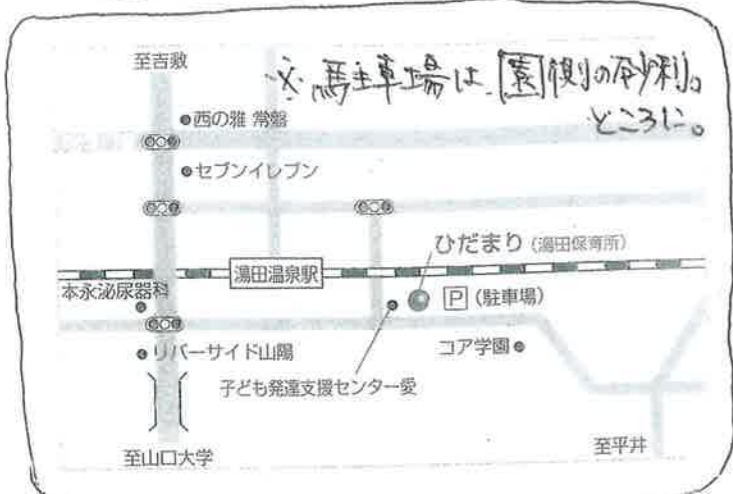 至吉敷
※駐車場は、園側の砂利。
ところに。
●西の雅 常盤
●セブンイレブン
ひだまり(湯田保育所)
湯田温泉駅
本永泌尿器科
P(駐車場)
●リバーサイド山陽
コア学園●
子ども発達支援センター愛
至山口大学
至平井